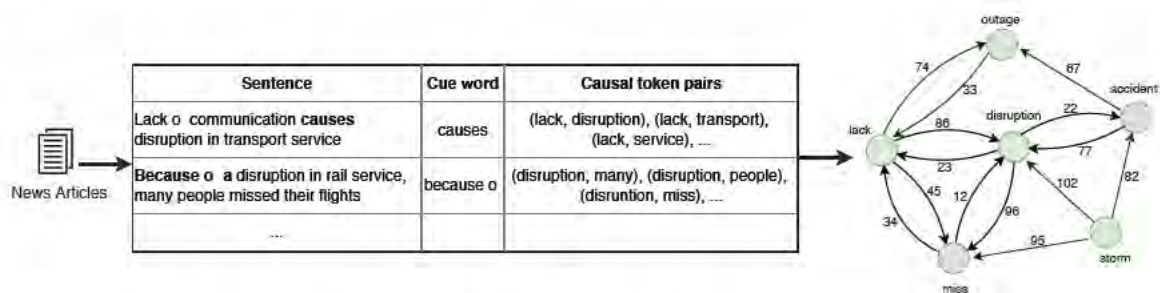 Sentence
Cue word
Causal token pairs
Lack o communication causes
disruption in transport service
causes
(lack, disruption), (lack, transport),
(lack, service), ...
Because o a disruption in rail service,
many people missed their flights
because o
(disruption, many), (disruption, people),
(disruntion, miss), ...
...
News Articles
outage
74
33
67
accident
22
disruption
lack
86
77
23
45
12
102
82
34
96
95
storm
miss